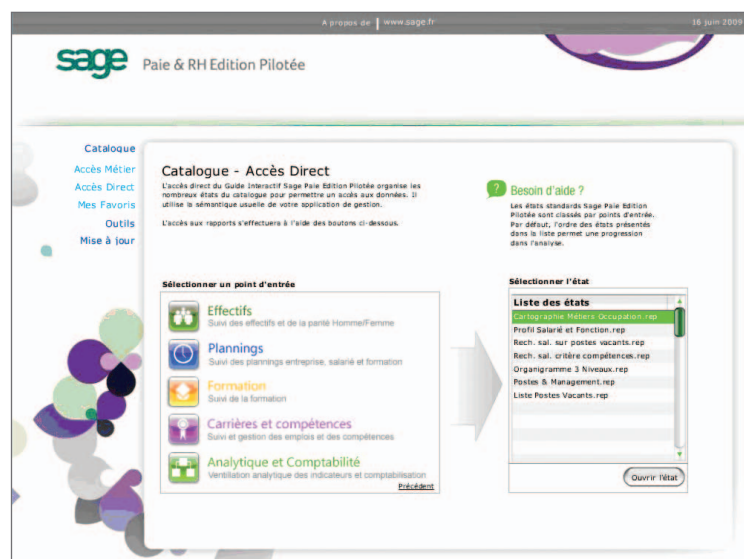 A propos de | www.sage.fr
16 juin 2009
sage
Paie & RH Edition Pilotée
Catalogue
Accès Métier
Accès Direct
Mes Favoris
Outils
Mise à jour
Catalogue - Accès Direct
L'accès direct du Guide Interactif Sage Paie Edition Pilotée organise les
nombreux états du catalogue pour permettre un accès aux données. Il
utilise la sémantique usuelle de votre application de gestion.
L'accès aux rapports s'effectuera à l'aide des boutons ci-dessous.
? Besoin d'aide ?
Les états standards Sage Paie Edition
Pilotée sont classés par points d'entrée.
Par défaut, l'ordre des états présentés
dans la liste permet une progression
dans l'analyse.
Sélectionner un point d'entrée
Effectifs
Suivi des effectifs et de la parité Homme/Femme
Plannings
Suivi des plannings entreprise, salarié et formation
Formation
Suivi de la formation
Carrières et compétences
Suivi et gestion des emplois et des compétences
Analytique et Comptabilité
Ventilation analytique des indicateurs et comptabilisation
Précédent
Sélectionner l'état
Liste des états
Cartographie Métiers Occupation.rep
Profil Salarié et Fonction.rep
Rech. sal. sur postes vacants.rep
Rech. sal. critère compétences.rep
Organigramme 3 Niveaux.rep
Postes & Management.rep
Liste Postes Vacants.rep
Ouvrir l'état